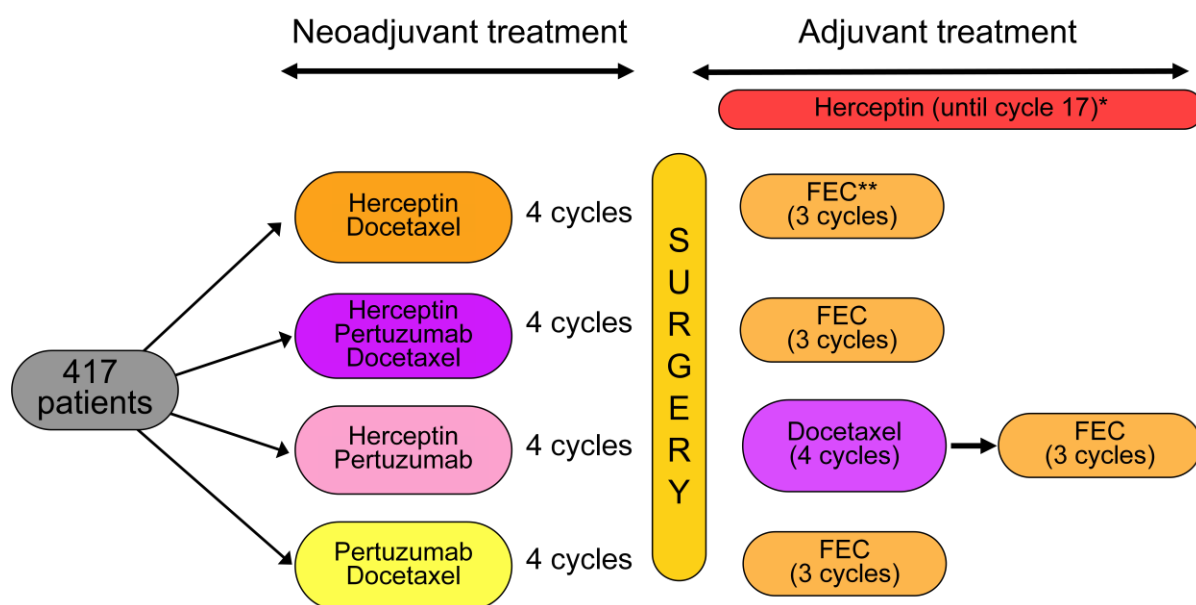 Neoadjuvant treatment
Adjuvant treatment
Herceptin (until cycle 17)*
417
patients
Herceptin
Docetaxel
4 cycles
Herceptin
Pertuzumab
Docetaxel
4 cycles
Herceptin
Pertuzumab
4 cycles
Pertuzumab
Docetaxel
4 cycles
S
U
R
G
E
R
Y
FEC**
(3 cycles)
FEC
(3 cycles)
Docetaxel
(4 cycles)
FEC
(3 cycles)
FEC
(3 cycles)